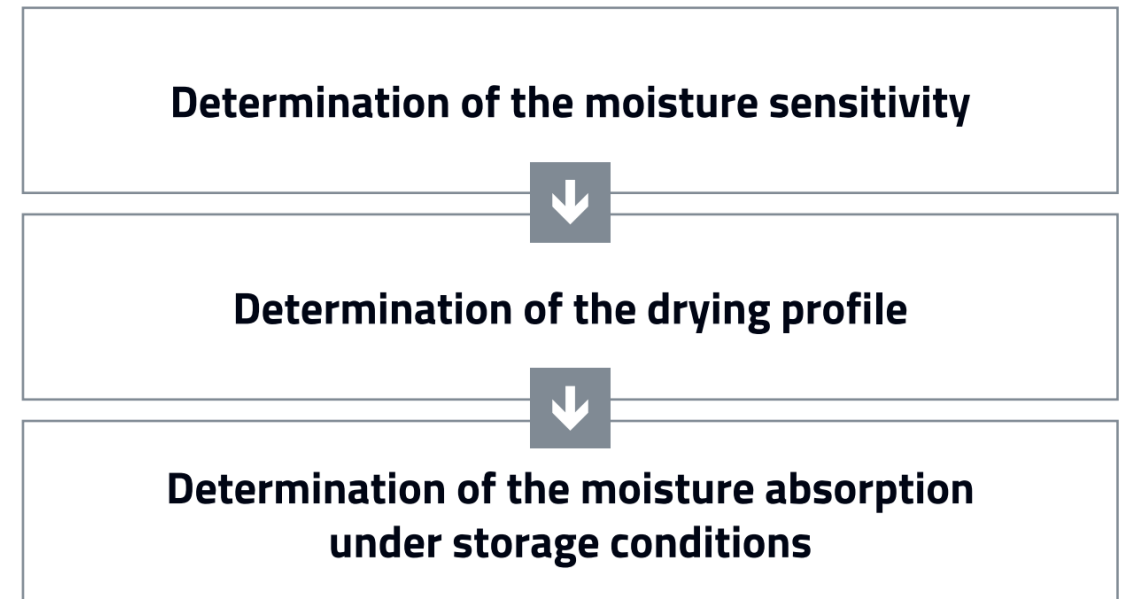 Determination of the moisture sensitivity
Determination of the drying profile
Determination of the moisture absorption
under storage conditions